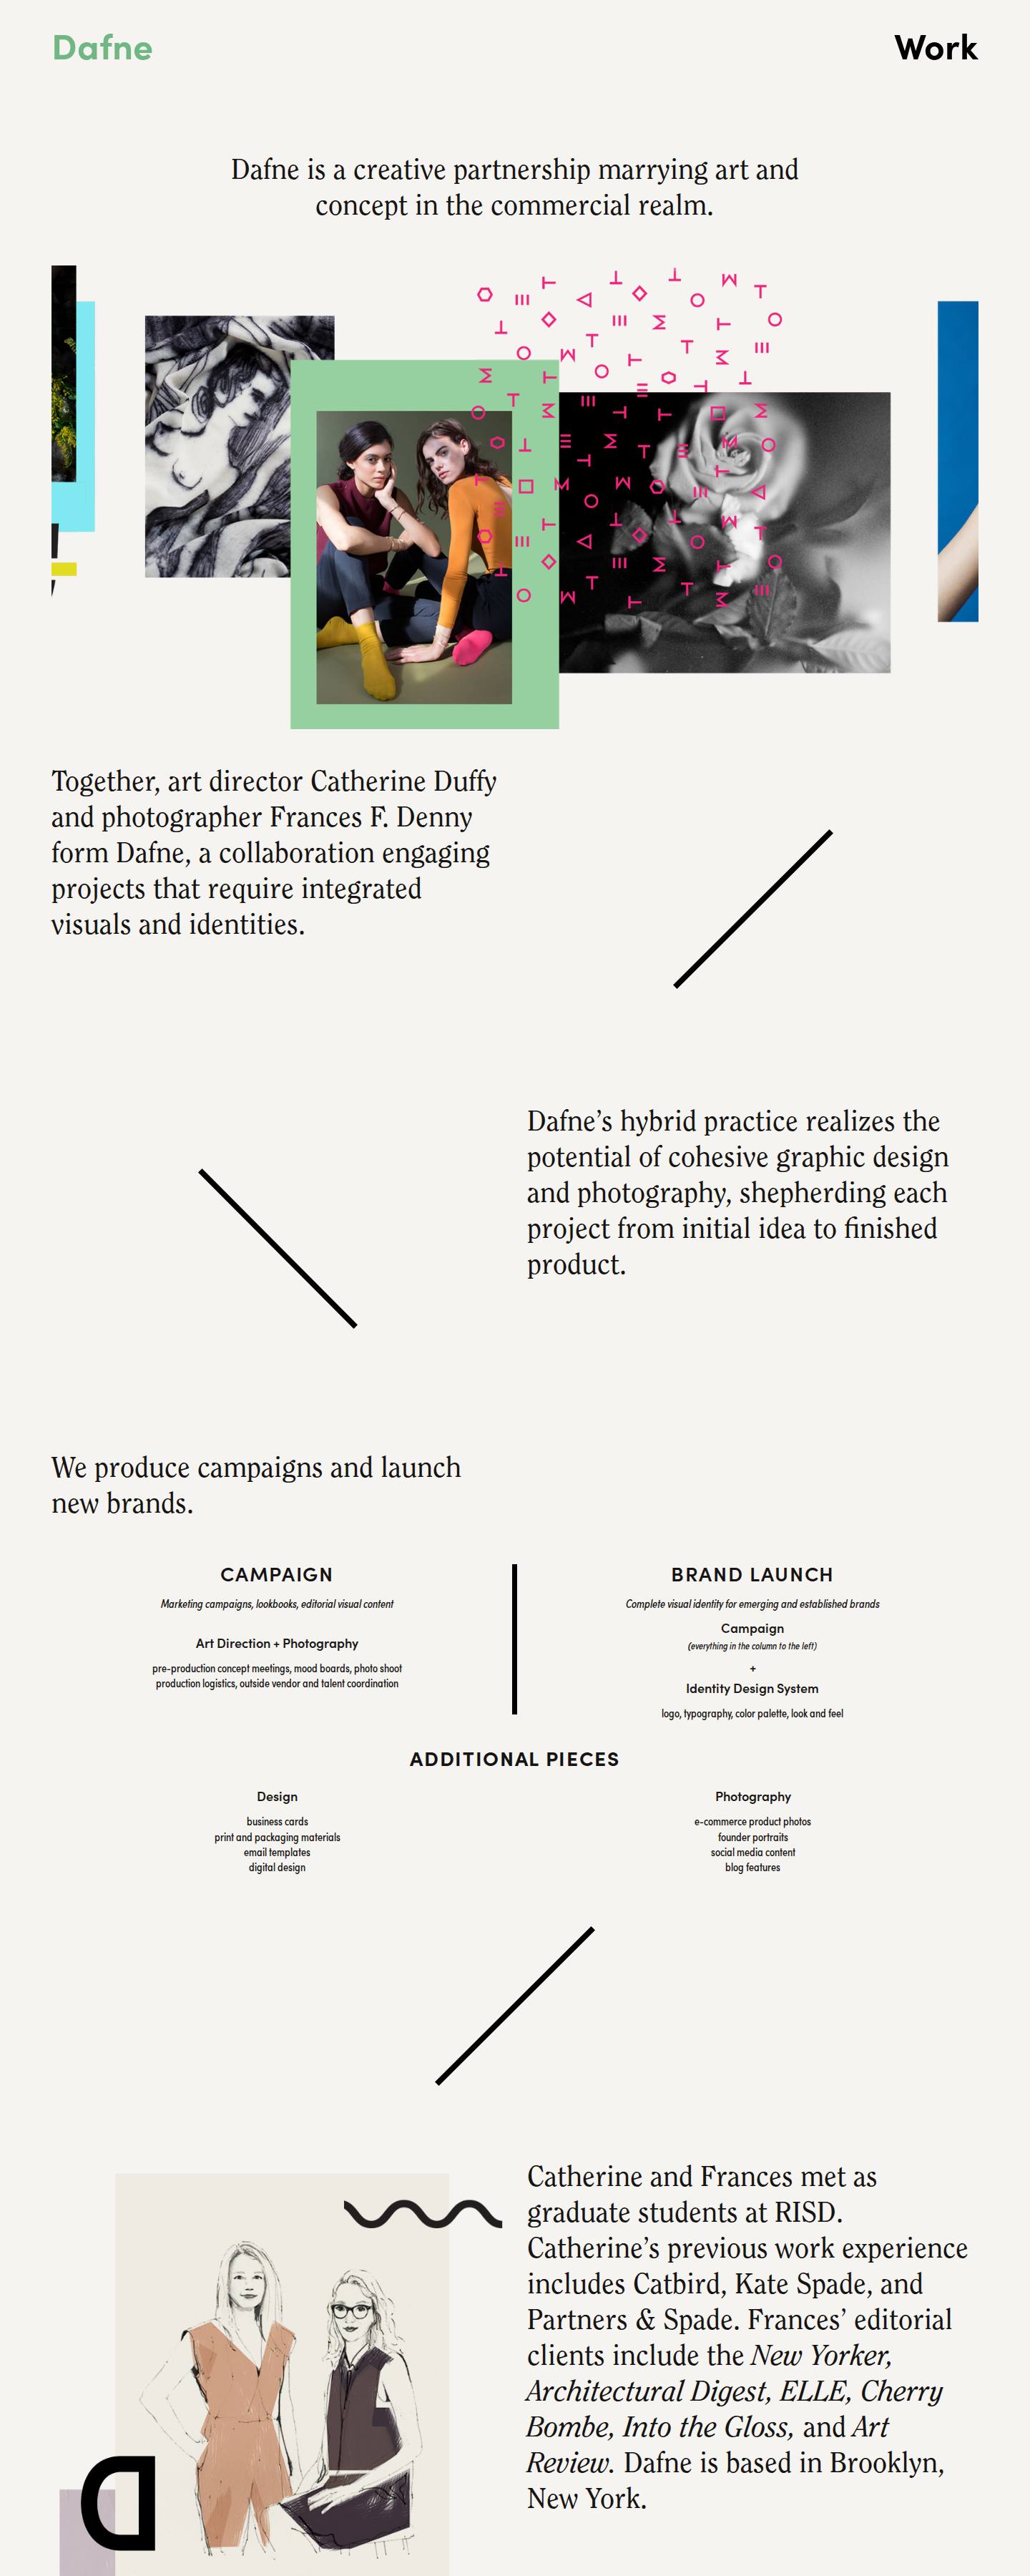 Dafne
Work
Dafne is a creative partnership marrying art and
concept in the commercial realm.
Together, art director Catherine Duffy
and photographer Frances F. Denny
form Dafne, a collaboration engaging
projects that require integrated
visuals and identities.
Dafne’s hybrid practice realizes the
potential of cohesive graphic design
and photography, shepherding each
project from initial idea to finished
product.
We produce campaigns and launch
new brands.
CAMPAIGN
Marketing campaigns, lookbooks, editorial visual content
Art Direction + Photography
pre-production concept meetings, mood boards, photo shoot
production logistics, outside vendor and talent coordination
BRAND LAUNCH
Complete visual identity for emerging and established brands
Campaign
(everything in the column to the left)
+
Identity Design System
logo, typography, color palette, look and feel
ADDITIONAL PIECES
Design
business cards
print and packaging materials
email templates
digital design
Photography
e-commerce product photos
founder portraits
social media content
blog features
Catherine and Frances met as
graduate students at RISD.
Catherine’s previous work experience
includes Catbird, Kate Spade, and
Partners & Spade. Frances’ editorial
clients include the New Yorker,
Architectural Digest, ELLE, Cherry
Bombe, Into the Gloss, and Art
Review. Dafne is based in Brooklyn,
New York.
D